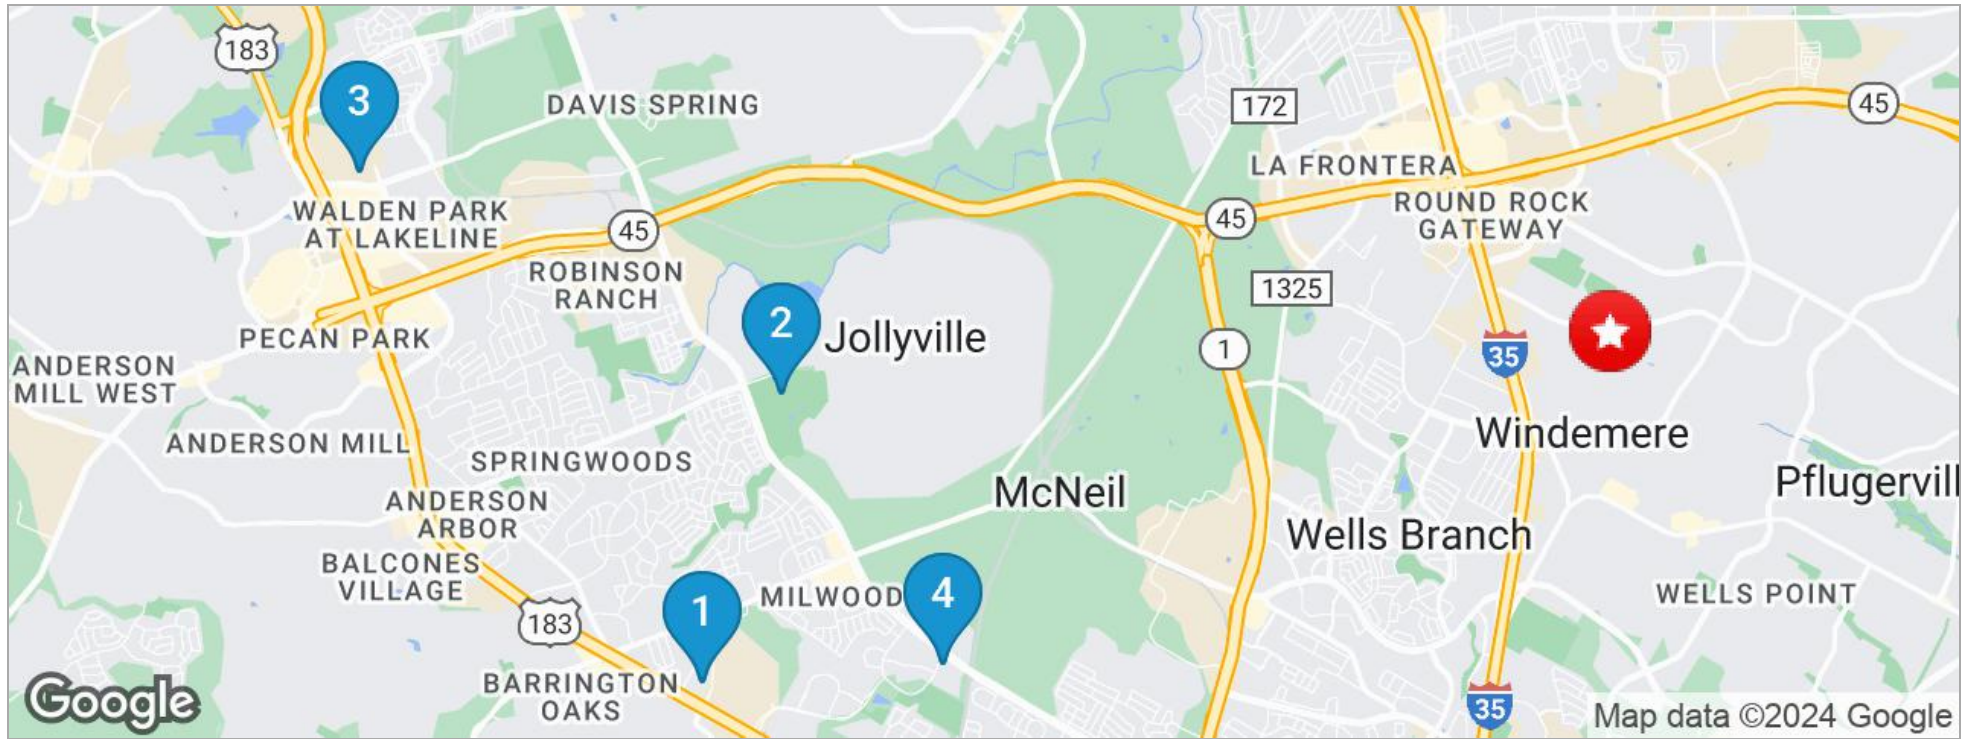 183
3
DAVIS SPRING
172
45
LA FRONTERA
WALDEN PARK
AT LAKELINE
45
45
ROUND ROCK
GATEWAY
ROBINSON
RANCH
1325
2
Jollyville
PECAN PARK
1
35
ANDERSON
MILL WEST
ANDERSON MILL
SPRINGWOODS
Windemere
ANDERSON
ARBOR
McNeil
Pflugervill
Wells Branch
BALCONES
VILLAGE
183
1
MILWOOD
4
WELLS POINT
BARRINGTON
OAKS
Google
35
Map data ©2024 Google